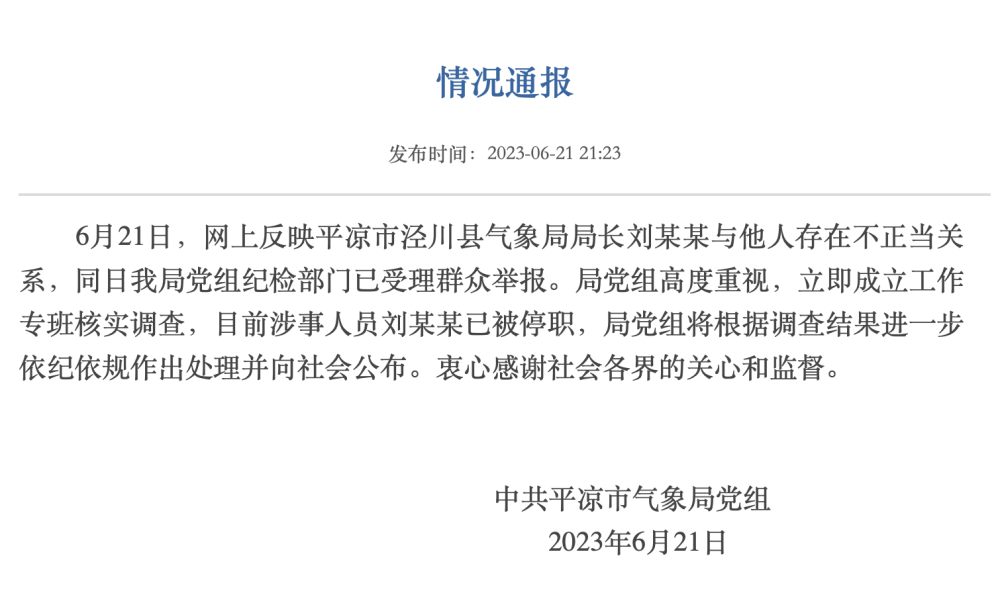 情况通报
发布时间：2023-06-21 21:23
6月21日，网上反映平凉市泾川县气象局局长刘某某与他人存在不正当关
系，同日我局党组纪检部门已受理群众举报。局党组高度重视，立即成立工作
专班核实调查，目前涉事人员刘某某已被停职，局党组将根据调查结果进一步
依纪依规作出处理并向社会公布。衷心感谢社会各界的关心和监督。
中共平凉市气象局党组
2023年6月21日